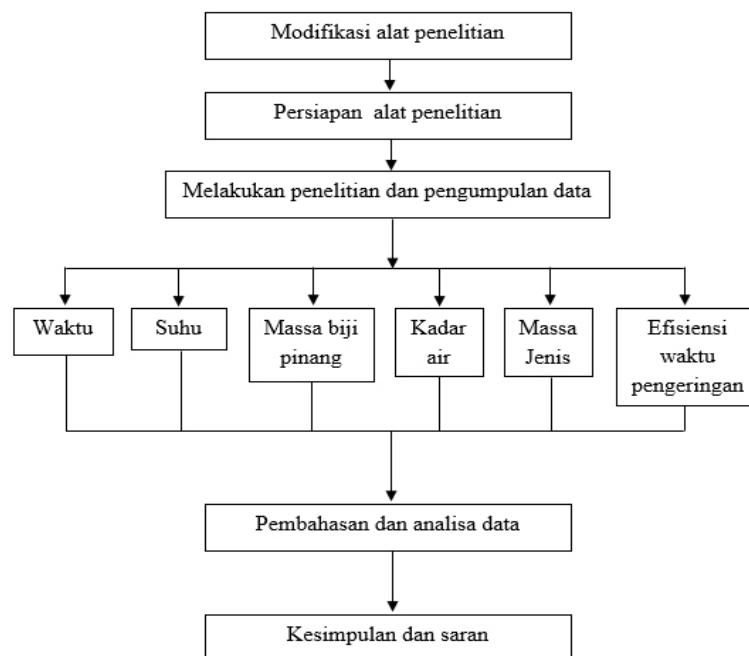 Modifikasi alat penelitian
Persiapan alat penelitian
Melakukan penelitian dan pengumpulan data
Waktu
Suhu
Massa biji
pinang
Kadar
air
Massa
Jenis
Efisiensi
waktu
pengeringan
Pembahasan dan analisa data
Kesimpulan dan saran